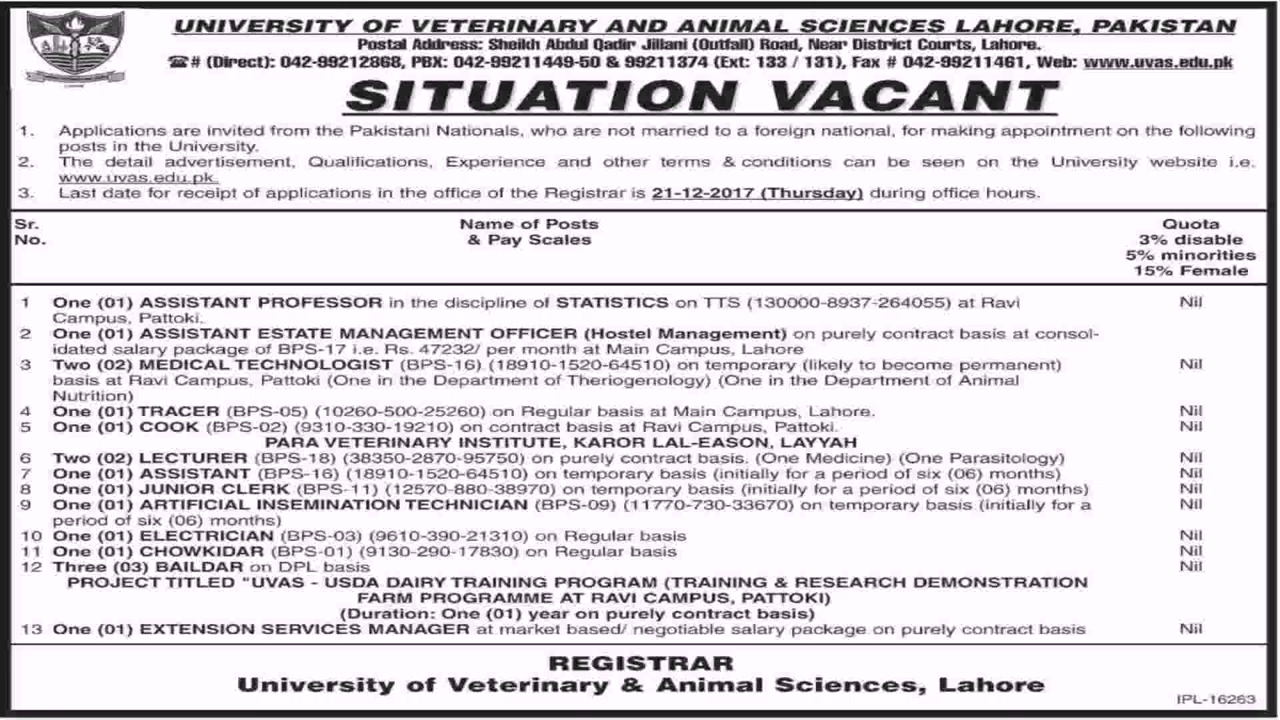 UNIVERSITY OF VETERINARY AND ANIMAL SCIENCES LAHORE, PAKISTAN
Postal Address: Sheikh Abdul Qadir Jillani (Outfall) Road, Near District Courts, Lahore.
☎# (Direct): 042-99212868, PBX: 042-99211449-50 & 99211374 (Ext: 133 / 131), Fax # 042-99211461, Web: www.uvas.edu.pk
SITUATION VACANT
1. Applications are invited from the Pakistani Nationals, who are not married to a foreign national, for making appointment on the following
posts in the University.
2. The detail advertisement, Qualifications, Experience and other terms & conditions can be seen on the University website i.e.
www.uvas.edu.pk.
3. Last date for receipt of applications in the office of the Registrar is 21-12-2017 (Thursday) during office hours.
Sr. Name of Posts Quota
No. & Pay Scales 3% disable
5% minorities
15% Female
1 One (01) ASSISTANT PROFESSOR in the discipline of STATISTICS on TTS (130000-8937-264055) at Ravi Nil
Campus, Pattoki.
2 One (01) ASSISTANT ESTATE MANAGEMENT OFFICER (Hostel Management) on purely contract basis at consol-
idated salary package of BPS-17 i.e. Rs. 47232/ per month at Main Campus, Lahore
3 Two (02) MEDICAL TECHNOLOGIST (BPS-16) (18910-1520-64510) on temporary (likely to become permanent) Nil
basis at Ravi Campus, Pattoki (One in the Department of Theriogenology) (One in the Department of Animal
Nutrition)
4 One (01) TRACER (BPS-05) (10260-500-25260) on Regular basis at Main Campus, Lahore. Nil
5 One (01) COOK (BPS-02) (9310-330-19210) on contract basis at Ravi Campus, Pattoki. Nil
PARA VETERINARY INSTITUTE, KAROR LAL-EASON, LAYYAH
6 Two (02) LECTURER (BPS-18) (38350-2870-95750) on purely contract basis. (One Medicine) (One Parasitology) Nil
7 One (01) ASSISTANT (BPS-16) (18910-1520-64510) on temporary basis (initially for a period of six (06) months) Nil
8 One (01) JUNIOR CLERK (BPS-11) (12570-880-38970) on temporary basis (initially for a period of six (06) months) Nil
9 One (01) ARTIFICIAL INSEMINATION TECHNICIAN (BPS-09) (11770-730-33670) on temporary basis (initially for a Nil
period of six (06) months)
10 One (01) ELECTRICIAN (BPS-03) (9610-390-21310) on Regular basis Nil
11 One (01) CHOWKIDAR (BPS-01) (9130-290-17830) on Regular basis Nil
12 Three (03) BAILDAR on DPL basis Nil
PROJECT TITLED "UVAS - USDA DAIRY TRAINING PROGRAM (TRAINING & RESEARCH DEMONSTRATION
FARM PROGRAMME AT RAVI CAMPUS, PATTOKI)
(Duration: One (01) year on purely contract basis)
13 One (01) EXTENSION SERVICES MANAGER at market based/ negotiable salary package on purely contract basis Nil
REGISTRAR
University of Veterinary & Animal Sciences, Lahore
IPL-16263